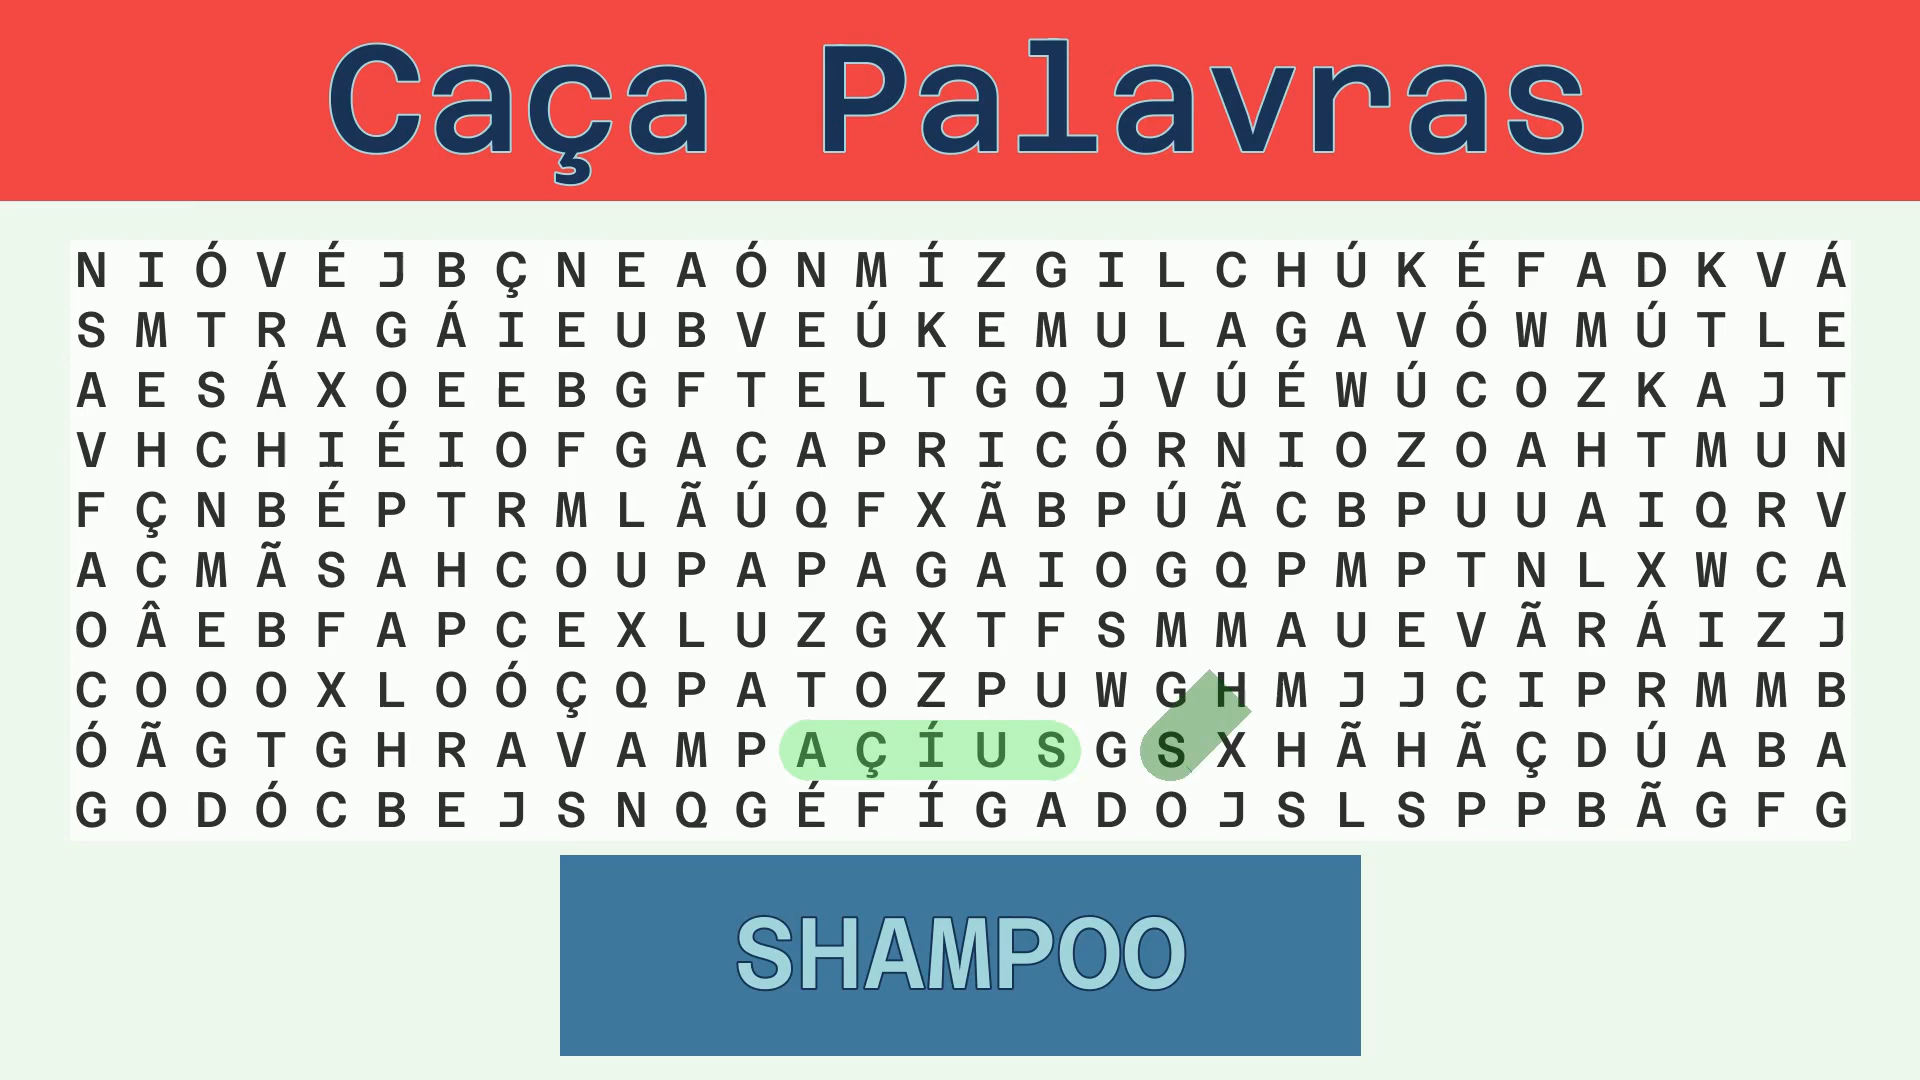 Caça Palavras
N I Ó V É J B Ç N E A Ó N M Í Z G I L C H Ú K É F A D K V Á
S M T R A G Á I E U B V E Ú K E M U L A G A V Ó W M Ú T L E
A E S Á X O E E B G F T E L T G Q J V Ú É W Ú C O Z K A J T
V H C H I É I O F G A C A P R I C Ó R N I O Z O A H T M U N
F Ç N B É P T R M L Ã Ú Q F X Ã B P Ú Ã C B P U U A I Q R V
A C M Ã S A H C O U P A P A G A I O G Q P M P T N L X W C A
O Â E B F A P C E X L U Z G X T F S M M A U E V Ã R Á I Z J
C O O O X L O Ó Ç Q P A T O Z P U W G H M J J C I P R M M B
Ó Ã G T G H R A V A M P A Ç Í U S G S X H Ã H Ã Ç D Ú A B A
G O D Ó C B E J S N Q G É F Í G A D O J S L S P P B Ã G F G
SHAMPOO